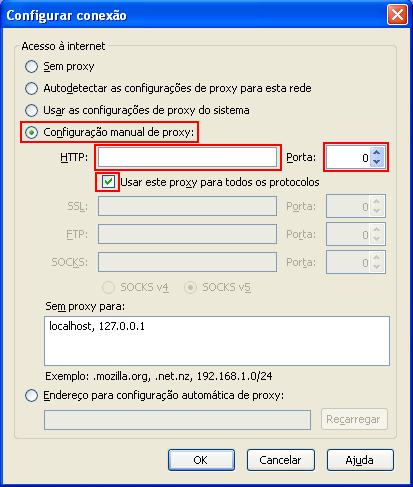 Configurar conexão
Acesso à internet
Sem proxy
Autodetectar as configurações de proxy para esta rede
Usar as configurações de proxy do sistema
Configuração manual de proxy:
HTTP: Porta: 0
Usar este proxy para todos os protocolos
SSL: Porta: 0
FTP: Porta: 0
SOCKS: Porta: 0
SOCKS v4 SOCKS v5
Sem proxy para:
localhost, 127.0.0.1
Exemplo: .mozilla.org, .net.nz, 192.168.1.0/24
Endereço para configuração automática de proxy:
Recarregar
OK Cancelar Ajuda